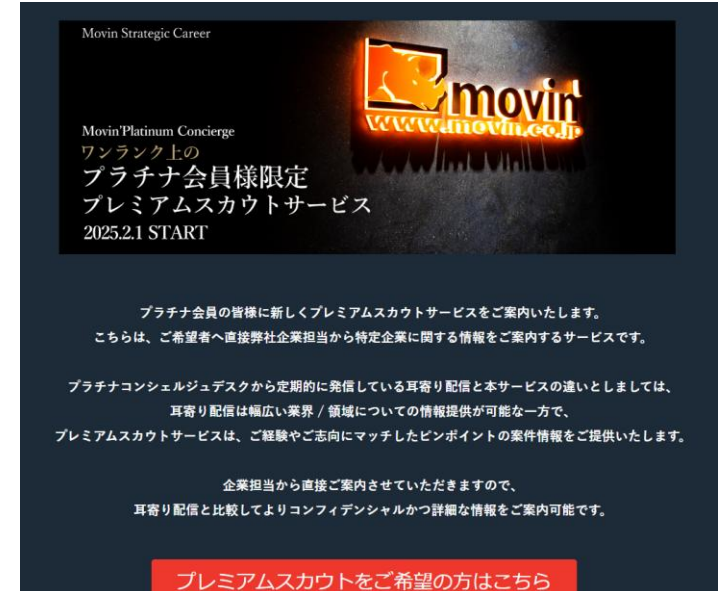 Movin Strategic Career
movin'
www.movin.co.jp
Movin'Platinum Concierge
ワンランク上の
プラチナ会員様限定
プレミアムスカウトサービス
2025.2.1 START
プラチナ会員の皆様に新しくプレミアムスカウトサービスをご案内いたします。
こちらは、ご希望者へ直接弊社企業担当から特定企業に関する情報をご案内するサービスです。
プラチナコンシェルジュデスクから定期的に発信している耳寄り配信と本サービスの違いとしましては、
耳寄り配信は幅広い業界 / 領域についての情報提供が可能な一方で、
プレミアムスカウトサービスは、ご経験やご志向にマッチしたピンポイントの案件情報をご提供いたします。
企業担当から直接ご案内させていただきますので、
耳寄り配信と比較してよりコンフィデンシャルかつ詳細な情報をご案内可能です。
プレミアムスカウトをご希望の方はこちら